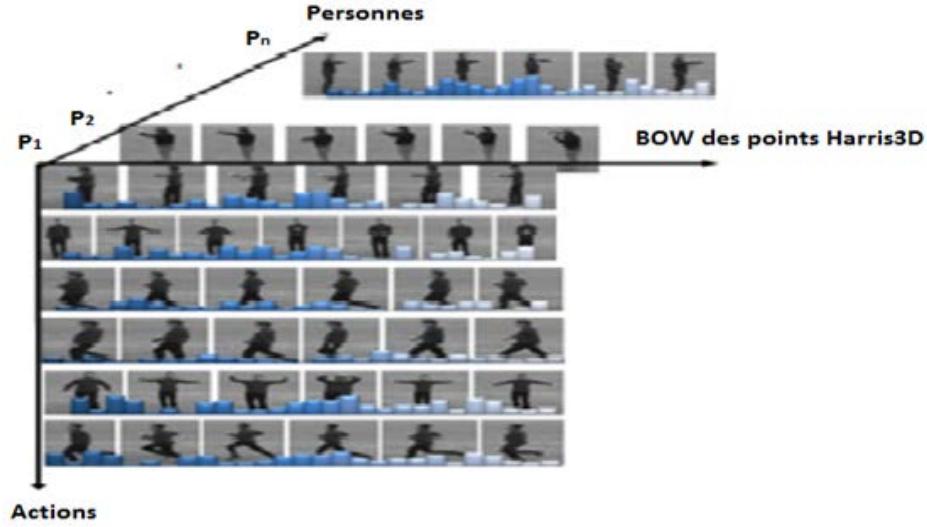 Personnes
Pn
P2
P1
BOW des points Harris3D
Actions